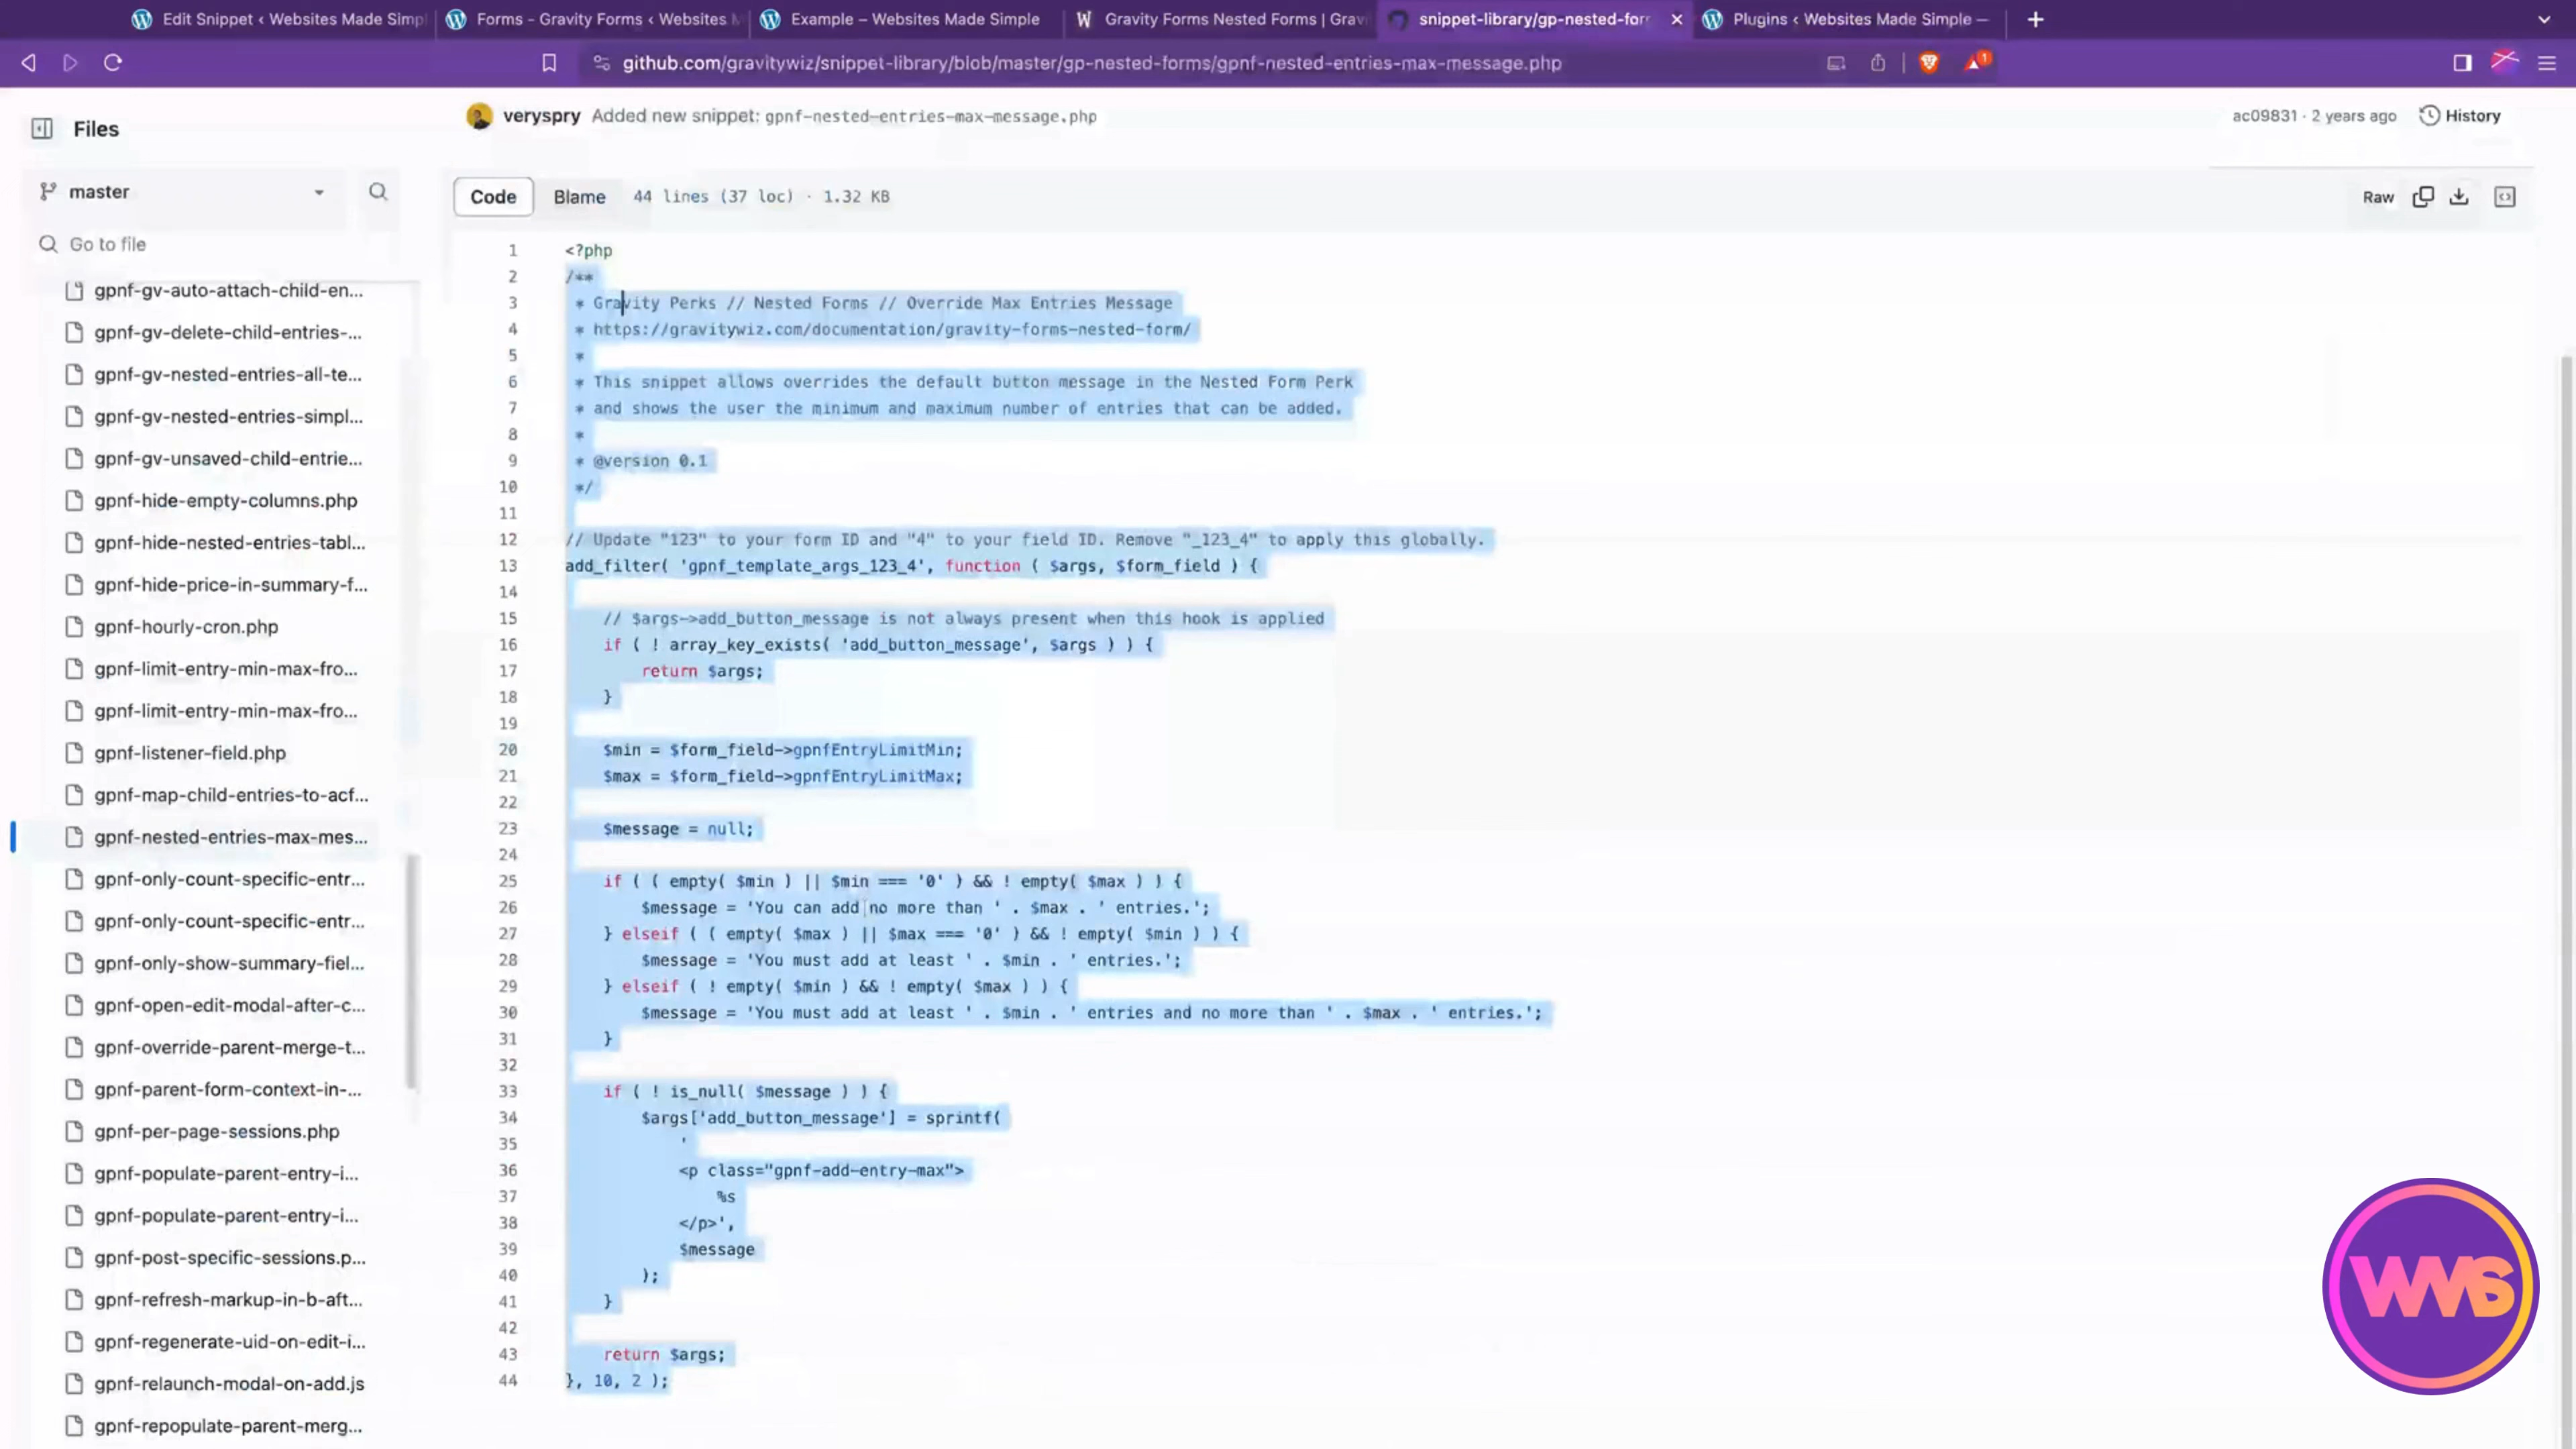 Edit Snippet ‹ Websites Made Simpl
Forms – Gravity Forms ‹ Websites M
Example – Websites Made Simple
Gravity Forms Nested Forms | Gravi
snippet-library/gp-nested-for
Plugins ‹ Websites Made Simple —
github.com/gravitywiz/snippet-library/blob/master/gp-nested-forms/gpnf-nested-entries-max-message.php
1
Files
veryspry Added new snippet: gpnf-nested-entries-max-message.php
ac09831 · 2 years ago
History
master
Go to file
Code
Blame
44 lines (37 loc) · 1.32 KB
Raw
gpnf-gv-auto-attach-child-en...
gpnf-gv-delete-child-entries-...
gpnf-gv-nested-entries-all-te...
gpnf-gv-nested-entries-simpl...
gpnf-gv-unsaved-child-entrie...
gpnf-hide-empty-columns.php
gpnf-hide-nested-entries-tabl...
gpnf-hide-price-in-summary-f...
gpnf-hourly-cron.php
gpnf-limit-entry-min-max-fro...
gpnf-limit-entry-min-max-fro...
gpnf-listener-field.php
gpnf-map-child-entries-to-acf...
gpnf-nested-entries-max-mes...
gpnf-only-count-specific-entr...
gpnf-only-count-specific-entr...
gpnf-only-show-summary-fiel...
gpnf-open-edit-modal-after-c...
gpnf-override-parent-merge-t...
gpnf-parent-form-context-in-...
gpnf-per-page-sessions.php
gpnf-populate-parent-entry-i...
gpnf-populate-parent-entry-i...
gpnf-post-specific-sessions.p...
gpnf-refresh-markup-in-b-aft...
gpnf-regenerate-uid-on-edit-i...
gpnf-relaunch-modal-on-add.js
gpnf-repopulate-parent-merg...
1 <?php
2 /**
3 * Gravity Perks // Nested Forms // Override Max Entries Message
4 * https://gravitywiz.com/documentation/gravity-forms-nested-form/
5 *
6 * This snippet allows overrides the default button message in the Nested Form Perk
7 * and shows the user the minimum and maximum number of entries that can be added.
8 *
9 * @version 0.1
10 */
11
12 // Update "123" to your form ID and "4" to your field ID. Remove "_123_4" to apply this globally.
13 add_filter( 'gpnf_template_args_123_4', function ( $args, $form_field ) {
14
15 // $args->add_button_message is not always present when this hook is applied
16 if ( ! array_key_exists( 'add_button_message', $args ) ) {
17 return $args;
18 }
19
20 $min = $form_field->gpnfEntryLimitMin;
21 $max = $form_field->gpnfEntryLimitMax;
22
23 $message = null;
24
25 if ( ( empty( $min ) || $min === '0' ) && ! empty( $max ) ) {
26 $message = 'You can add no more than ' . $max . ' entries.';
27 } elseif ( ( empty( $max ) || $max === '0' ) && ! empty( $min ) ) {
28 $message = 'You must add at least ' . $min . ' entries.';
29 } elseif ( ! empty( $min ) && ! empty( $max ) ) {
30 $message = 'You must add at least ' . $min . ' entries and no more than ' . $max . ' entries.';
31 }
32
33 if ( ! is_null( $message ) ) {
34 $args['add_button_message'] = sprintf(
35 '
36 <p class="gpnf-add-entry-max">
37 %s
38 </p>',
39 $message
40 );
41 }
42
43 return $args;
44 }, 10, 2 );
WMS